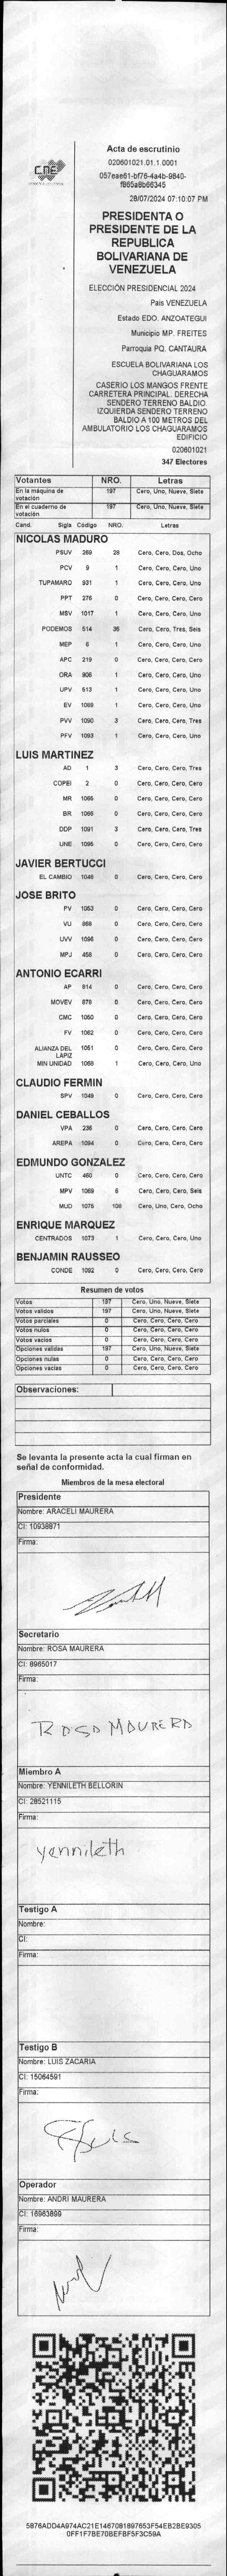 CNE
Acta de escrutinio
020601021.01.1.0001
057eae61-bf76-4a4b-9840-
f865a8b66345
28/07/2024 07:10:07 PM
PRESIDENTA O
PRESIDENTE DE LA
REPUBLICA
BOLIVARIANA DE
VENEZUELA
ELECCIÓN PRESIDENCIAL 2024
Pais VENEZUELA
Estado EDO. ANZOATEGUI
Municipio MP. FREITES
Parroquia PQ. CANTAURA
ESCUELA BOLIVARIANA LOS
CHAGUARAMOS
CASERIO LOS MANGOS FRENTE
CARRETERA PRINCIPAL. DERECHA
SENDERO TERRENO BALDIO.
IZQUIERDA SENDERO TERRENO
BALDIO A 100 METROS DEL
AMBULATORIO LOS CHAGUARAMOS
EDIFICIO
020601021
347 Electores
Votantes NRO. Letras
En la máquina de votación 197 Cero, Uno, Nueve, Siete
En el cuaderno de votación 197 Cero, Uno, Nueve, Siete
Cand. Sigla Código NRO. Letras
NICOLAS MADURO
PSUV 269 28 Cero, Cero, Dos, Ocho
PCV 9 1 Cero, Cero, Cero, Uno
TUPAMARO 931 1 Cero, Cero, Cero, Uno
PPT 276 0 Cero, Cero, Cero, Cero
MSV 1017 1 Cero, Cero, Cero, Uno
PODEMOS 514 36 Cero, Cero, Tres, Seis
MEP 6 1 Cero, Cero, Cero, Uno
APC 219 0 Cero, Cero, Cero, Cero
ORA 906 1 Cero, Cero, Cero, Uno
UPV 613 1 Cero, Cero, Cero, Uno
EV 1089 1 Cero, Cero, Cero, Uno
PVV 1090 3 Cero, Cero, Cero, Tres
PFV 1093 1 Cero, Cero, Cero, Uno
LUIS MARTINEZ
AD 1 3 Cero, Cero, Cero, Tres
COPEI 2 0 Cero, Cero, Cero, Cero
MR 1065 0 Cero, Cero, Cero, Cero
BR 1066 0 Cero, Cero, Cero, Cero
DDP 1091 3 Cero, Cero, Cero, Tres
UNE 1095 0 Cero, Cero, Cero, Cero
JAVIER BERTUCCI
EL CAMBIO 1048 0 Cero, Cero, Cero, Cero
JOSE BRITO
PV 1053 0 Cero, Cero, Cero, Cero
VU 868 0 Cero, Cero, Cero, Cero
UVV 1096 0 Cero, Cero, Cero, Cero
MPJ 458 0 Cero, Cero, Cero, Cero
ANTONIO ECARRI
AP 814 0 Cero, Cero, Cero, Cero
MOVEV 878 0 Cero, Cero, Cero, Cero
CMC 1050 0 Cero, Cero, Cero, Cero
FV 1062 0 Cero, Cero, Cero, Cero
ALIANZA DEL LAPIZ 1051 0 Cero, Cero, Cero, Cero
MIN UNIDAD 1068 1 Cero, Cero, Cero, Uno
CLAUDIO FERMIN
SPV 1049 0 Cero, Cero, Cero, Cero
DANIEL CEBALLOS
VPA 236 0 Cero, Cero, Cero, Cero
AREPA 1094 0 Cero, Cero, Cero, Cero
EDMUNDO GONZALEZ
UNTC 460 0 Cero, Cero, Cero, Cero
MPV 1069 6 Cero, Cero, Cero, Seis
MUD 1076 108 Cero, Uno, Cero, Ocho
ENRIQUE MARQUEZ
CENTRADOS 1073 1 Cero, Cero, Cero, Uno
BENJAMIN RAUSSEO
CONDE 1092 0 Cero, Cero, Cero, Cero
Resumen de votos
Votos 197 Cero, Uno, Nueve, Siete
Votos validos 197 Cero, Uno, Nueve, Siete
Votos parciales 0 Cero, Cero, Cero, Cero
Votos nulos 0 Cero, Cero, Cero, Cero
Votos vacios 0 Cero, Cero, Cero, Cero
Opciones validas 197 Cero, Uno, Nueve, Siete
Opciones nulas 0 Cero, Cero, Cero, Cero
Opciones vacias 0 Cero, Cero, Cero, Cero
Observaciones:
Se levanta la presente acta la cual firman en
señal de conformidad.
Miembros de la mesa electoral
Presidente
Nombre: ARACELI MAURERA
CI: 10938871
Firma:
Secretario
Nombre: ROSA MAURERA
CI: 8965017
Firma:
ROSA MAURERA
Miembro A
Nombre: YENNILETH BELLORIN
CI: 28521115
Firma:
yennileth
Testigo A
Nombre:
CI:
Firma:
Testigo B
Nombre: LUIS ZACARIA
CI: 15064591
Firma:
Operador
Nombre: ANDRI MAURERA
CI: 16963899
Firma:
5876ADD4A974AC21E1467081897653F54EB2BE9305
0FF1F7BE70BEFBF5F3C59A